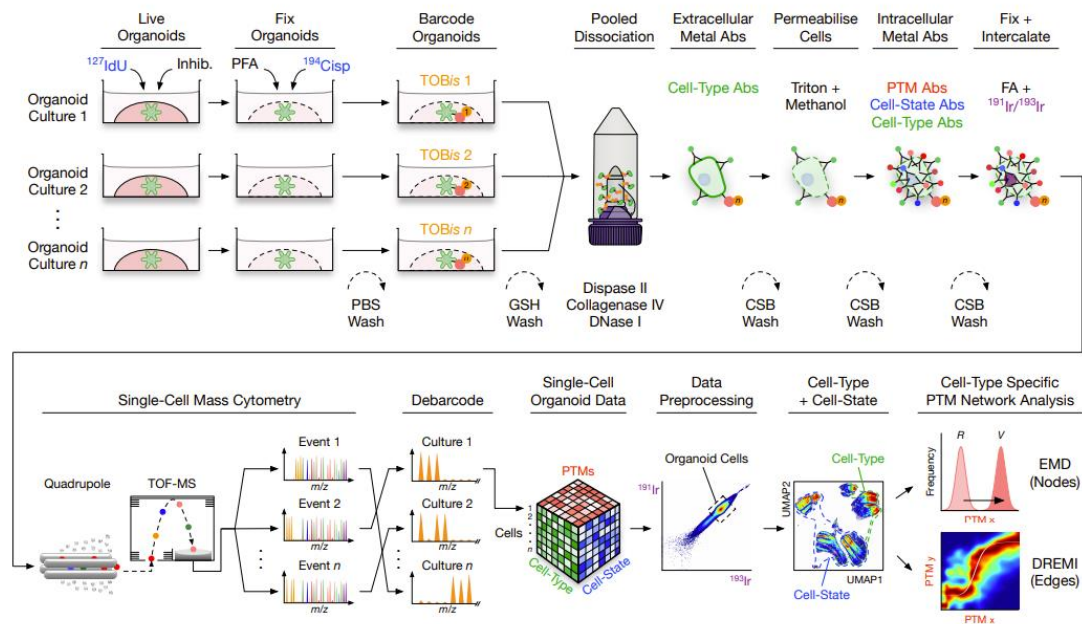 Live
Organoids
Fix
Organoids
Barcode
Organoids
Pooled
Dissociation
Extracellular
Metal Abs
Permeabilise
Cells
Intracellular
Metal Abs
Fix +
Intercalate
127IdU
Inhib.
PFA
194Cisp
Organoid
Culture 1
TOBis 1
Cell-Type Abs
Triton +
Methanol
PTM Abs
Cell-State Abs
Cell-Type Abs
FA +
191Ir/193Ir
1
Organoid
Culture 2
TOBis 2
2
n
n
n
n
Organoid
Culture n
TOBis n
n
PBS
Wash
GSH
Wash
Dispase II
Collagenase IV
DNase I
CSB
Wash
CSB
Wash
CSB
Wash
Single-Cell Mass Cytometry
Debarcode
Single-Cell
Organoid Data
Data
Preprocessing
Cell-Type
+ Cell-State
Cell-Type Specific
PTM Network Analysis
Quadrupole
TOF-MS
Event 1
m/z
Event 2
m/z
Event n
m/z
Culture 1
m/z
Culture 2
m/z
Culture n
m/z
PTMs
Cells
1
2
n
Cell-Type
Cell-State
Organoid Cells
191Ir
193Ir
Cell-Type
UMAP2
UMAP1
Cell-State
R
V
Frequency
PTM x
EMD
(Nodes)
PTM y
PTM x
DREMI
(Edges)